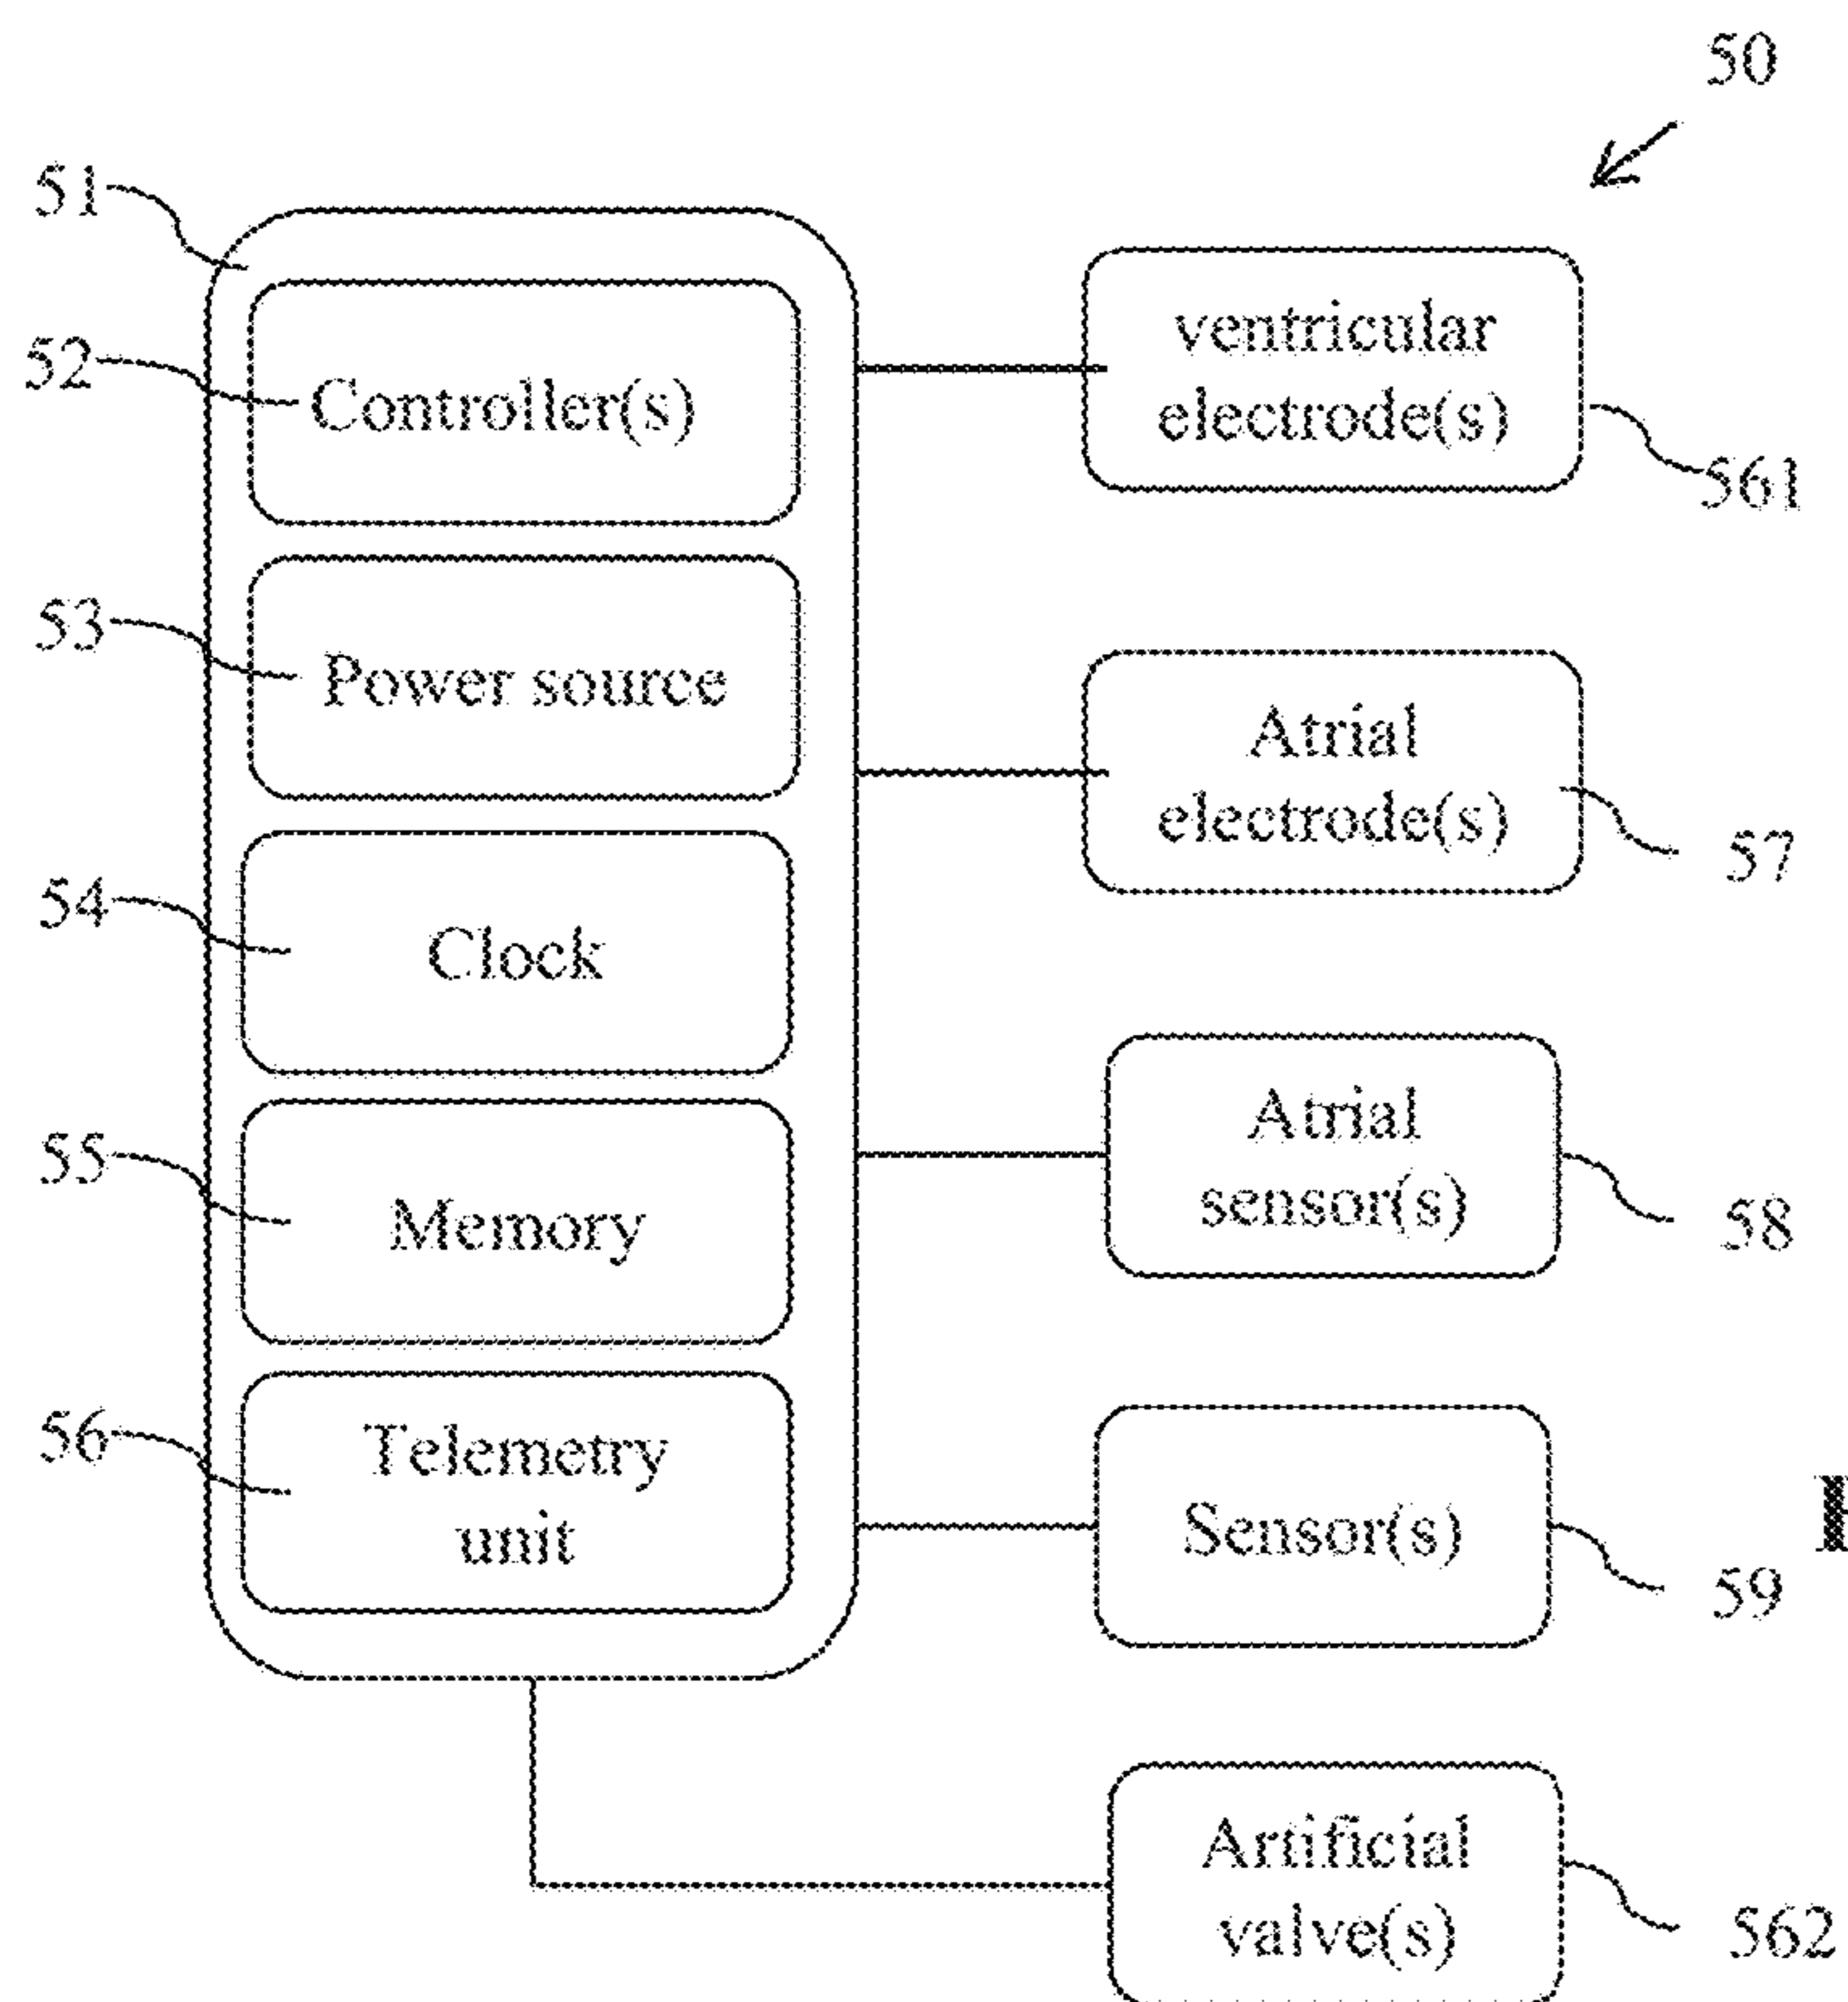 50
51
52
Controller(s)
53
Power source
54
Clock
55
Memory
56
Telemetry
unit
ventricular
electrode(s)
561
Atrial
electrode(s)
57
Atrial
sensor(s)
58
Sensor(s)
59
Artificial
valve(s)
562